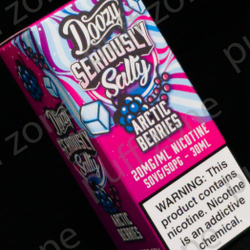 Doozy
SERIOUSLY
Salty
ARCTIC
BERRIES
20MG/ML NICOTINE
50VG/50PG - 30ML
WARNING: This
product contains
nicotine. Nicotine
is an addictive
chemical.
Doozy
SERIOUSLY
Salty
ARCTIC
BERRIES